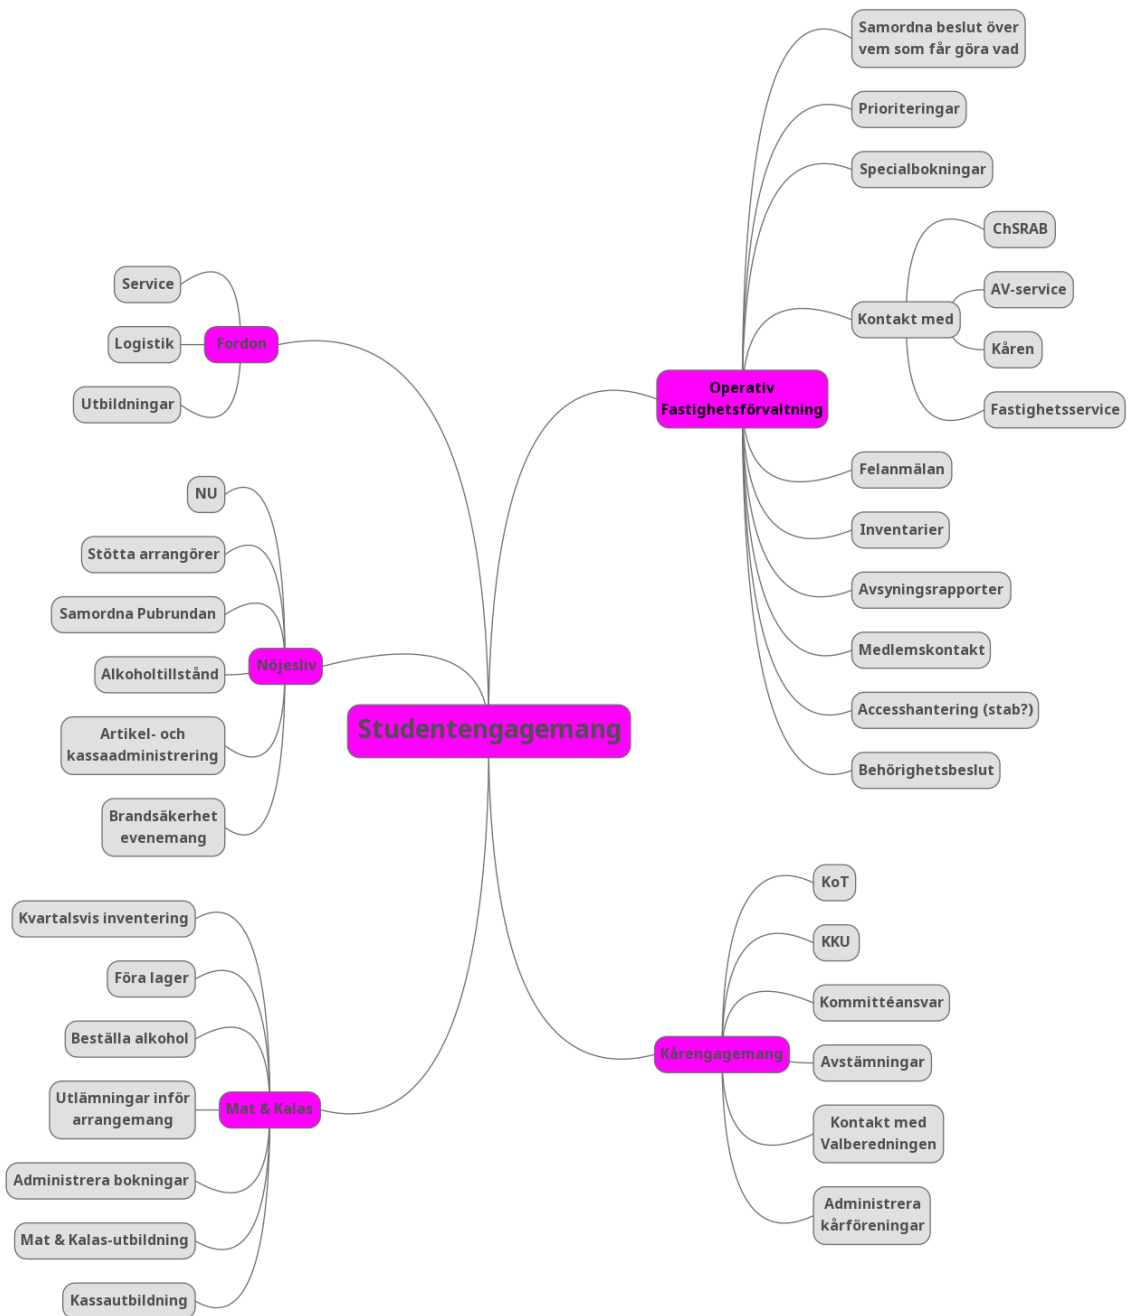 Studentengagemang
Operativ
Fastighetsförvaltning
Samordna beslut över
vem som får göra vad
Prioriteringar
Specialbokningar
Kontakt med
ChSRAB
AV-service
Kåren
Fastighetsservice
Felanmälan
Inventarier
Avsyningsrapporter
Medlemskontakt
Accesshantering (stab?)
Behörighetsbeslut
Kårengagemang
KoT
KKU
Kommittéansvar
Avstämningar
Kontakt med
Valberedningen
Administrera
kårföreningar
Fordon
Service
Logistik
Utbildningar
Nöjesliv
NU
Stötta arrangörer
Samordna Pubrundan
Alkoholtillstånd
Artikel- och
kassaadministrering
Brandsäkerhet
evenemang
Mat & Kalas
Kvartalsvis inventering
Föra lager
Beställa alkohol
Utlämningar inför
arrangemang
Administrera bokningar
Mat & Kalas-utbildning
Kassautbildning